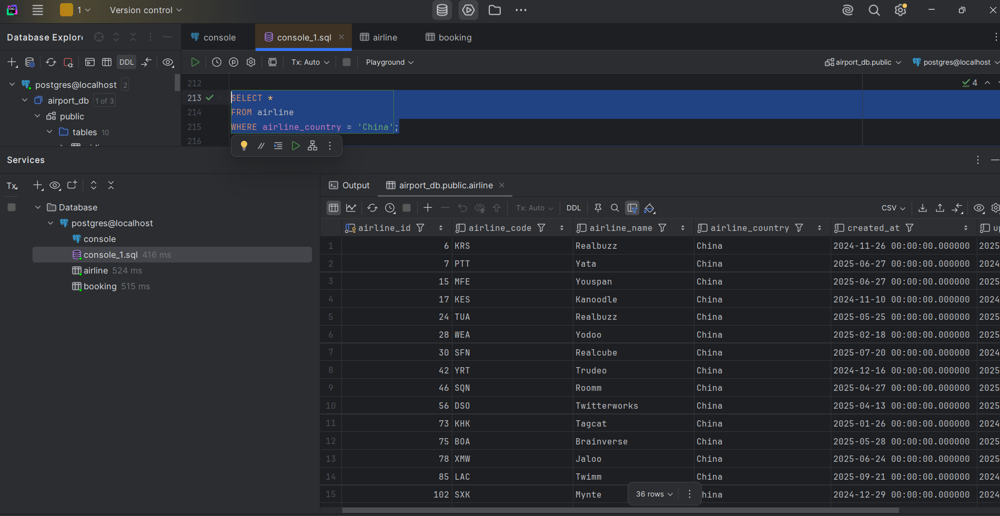 DG
1
Version control
Database Explor
console
console_1.sql
airline
booking
DDL
Tx: Auto
Playground
airport_db.public
postgres@localhost
postgres@localhost 2
airport_db 1 of 3
public
tables 10
212
213 SELECT *
214 FROM airline
215 WHERE airline_country = 'China';
216
4
Services
Tx
Database
postgres@localhost
console
console_1.sql 416 ms
airline 524 ms
booking 515 ms
Output
airport_db.public.airline
Tx: Auto
DDL
CSV
airline_id airline_code airline_name airline_country created_at up
1 6 KRS Realbuzz China 2024-11-26 00:00:00.000000 2025
2 7 PTT Yata China 2025-06-27 00:00:00.000000 2024
3 15 MFE Youspan China 2025-06-27 00:00:00.000000 2025
4 17 KES Kanoodle China 2024-11-10 00:00:00.000000 2025
5 24 TUA Realbuzz China 2025-05-25 00:00:00.000000 2025
6 28 WEA Yodoo China 2025-02-18 00:00:00.000000 2025
7 30 SFN Realcube China 2025-07-20 00:00:00.000000 2024
8 42 YRT Trudeo China 2024-12-16 00:00:00.000000 2025
9 46 SQN Roomm China 2025-04-27 00:00:00.000000 2025
10 56 DSO Twitterworks China 2025-04-13 00:00:00.000000 2025
11 73 KHK Tagcat China 2025-01-26 00:00:00.000000 2025
12 75 BOA Brainverse China 2025-05-28 00:00:00.000000 2025
13 78 XMW Jaloo China 2025-06-24 00:00:00.000000 2025
14 85 LAC Twimm China 2025-09-21 00:00:00.000000 2024
15 102 SXK Mynte hina 2024-12-29 00:00:00.000000 2024
36 rows